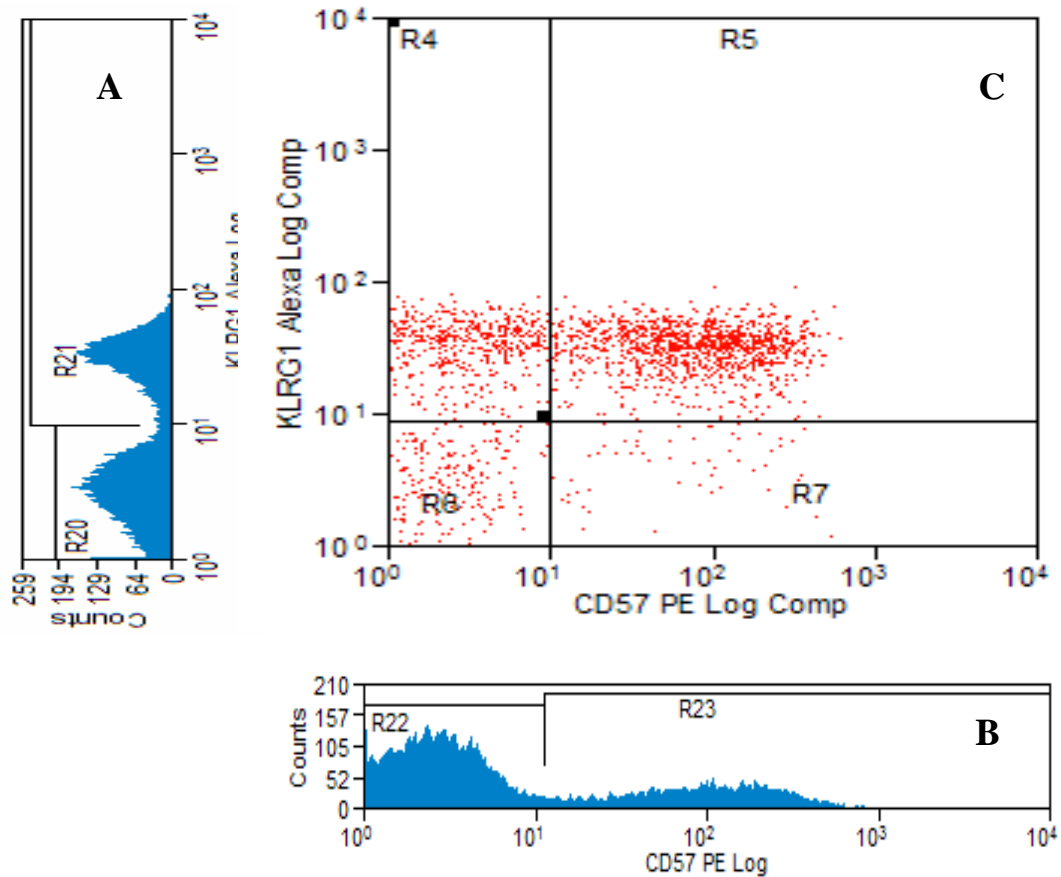 A
10⁴
10³
10²
10¹
10⁰
R21
R20
259
194
129
64
0
Counts
KLRG1 Alexa Log
C
R4
R5
R6
R7
10⁴
10³
10²
10¹
10⁰
KLRG1 Alexa Log Comp
10⁰
10¹
10²
10³
10⁴
CD57 PE Log Comp
B
210
157
105
52
0
Counts
R22
R23
10⁰
10¹
10²
10³
10⁴
CD57 PE Log